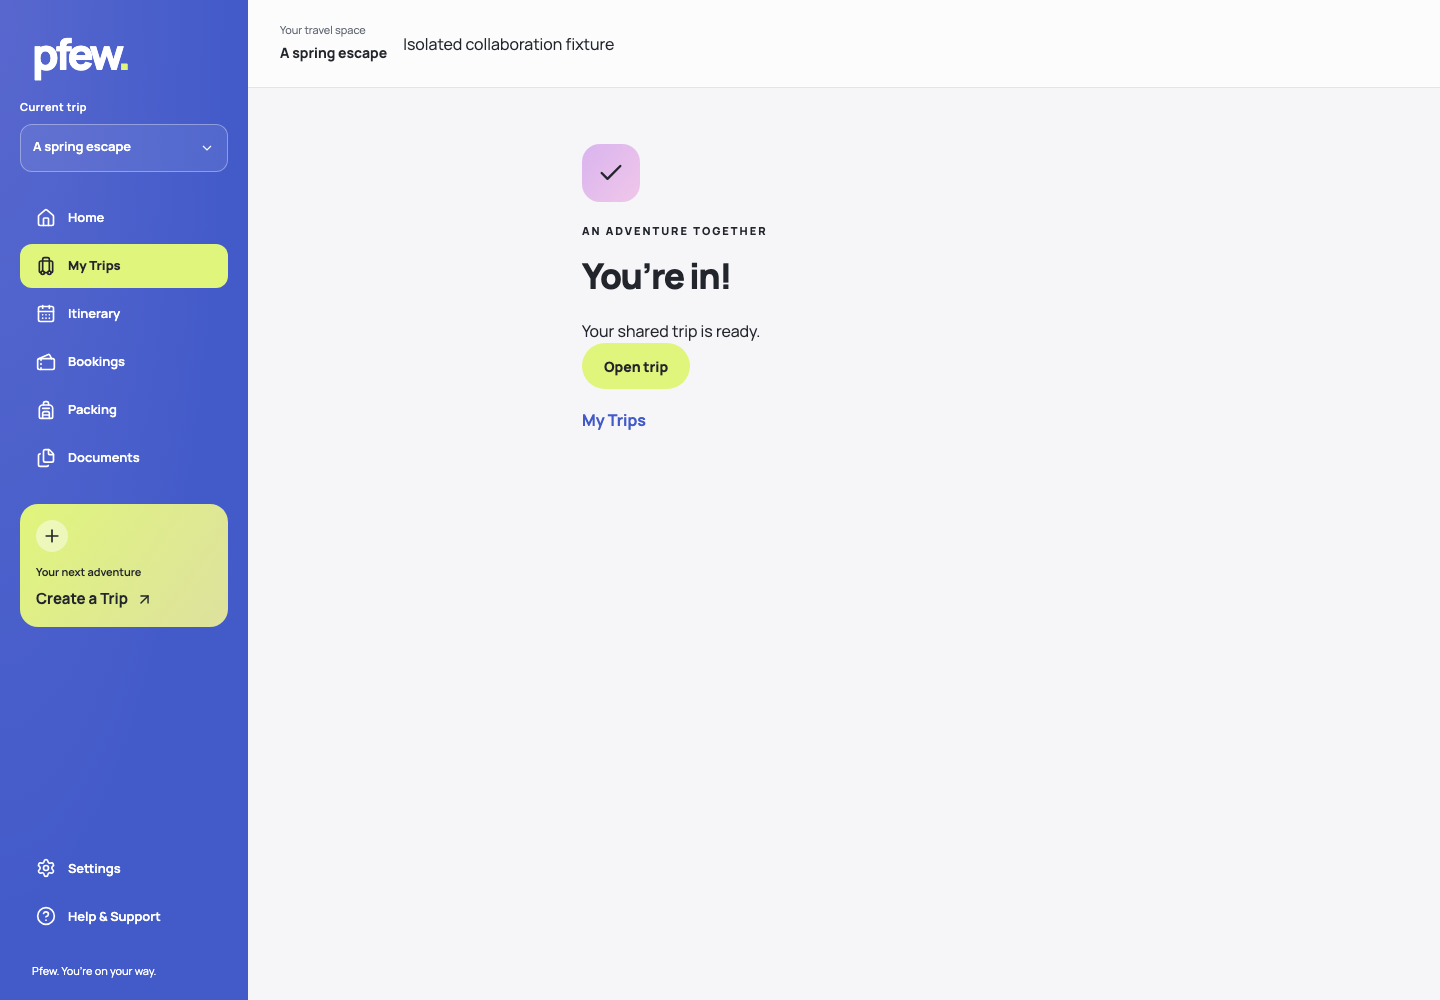 pfew.
Current trip
A spring escape
Home
My Trips
Itinerary
Bookings
Packing
Documents
Your next adventure
Create a Trip
Settings
Help & Support
Pfew. You're on your way.
Your travel space
A spring escape
Isolated collaboration fixture
AN ADVENTURE TOGETHER
You're in!
Your shared trip is ready.
Open trip
My Trips